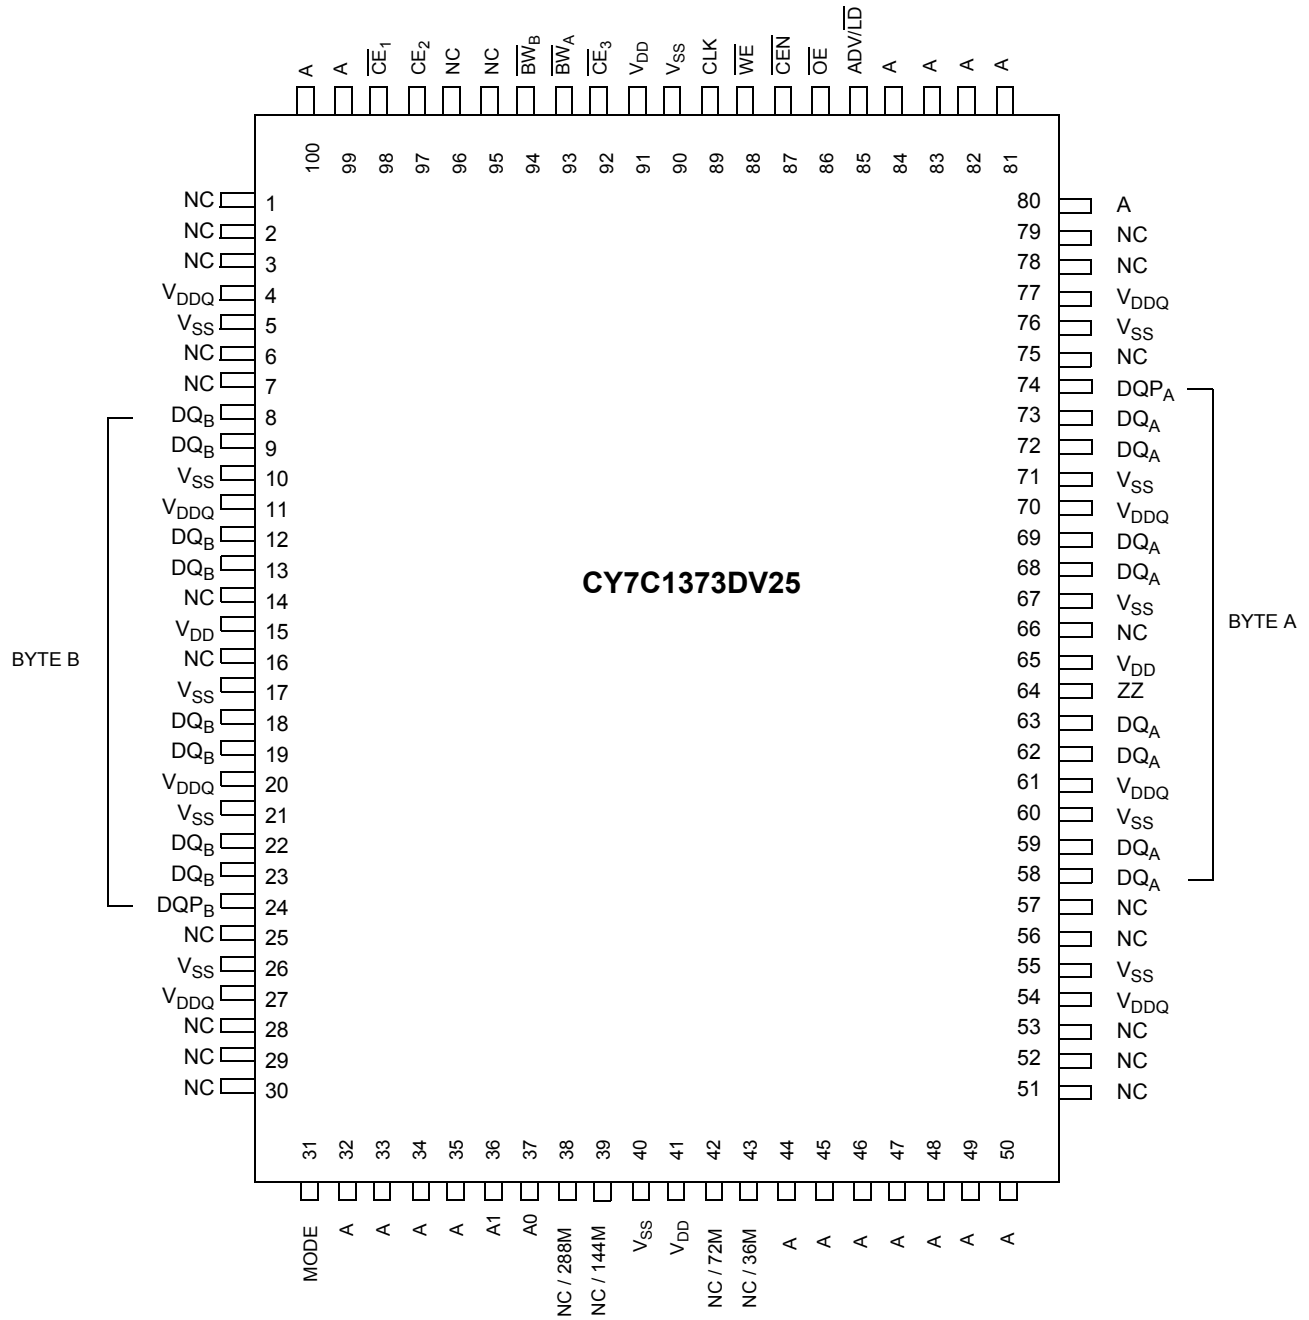 A
A
CE1
CE2
NC
NC
BWB
BWA
CE3
VDD
VSS
CLK
WE
CEN
OE
ADV/LD
A
A
A
A
100
99
98
97
96
95
94
93
92
91
90
89
88
87
86
85
84
83
82
81
NC 1
NC 2
NC 3
VDDQ 4
VSS 5
NC 6
NC 7
DQB 8
DQB 9
VSS 10
VDDQ 11
DQB 12
DQB 13
NC 14
VDD 15
NC 16
VSS 17
DQB 18
DQB 19
VDDQ 20
VSS 21
DQB 22
DQB 23
DQPB 24
NC 25
VSS 26
VDDQ 27
NC 28
NC 29
NC 30
BYTE B
CY7C1373DV25
80 A
79 NC
78 NC
77 VDDQ
76 VSS
75 NC
74 DQPA
73 DQA
72 DQA
71 VSS
70 VDDQ
69 DQA
68 DQA
67 VSS
66 NC
65 VDD
64 ZZ
63 DQA
62 DQA
61 VDDQ
60 VSS
59 DQA
58 DQA
57 NC
56 NC
55 VSS
54 VDDQ
53 NC
52 NC
51 NC
BYTE A
31
32
33
34
35
36
37
38
39
40
41
42
43
44
45
46
47
48
49
50
MODE
A
A
A
A
A1
A0
NC / 288M
NC / 144M
VSS
VDD
NC / 72M
NC / 36M
A
A
A
A
A
A
A